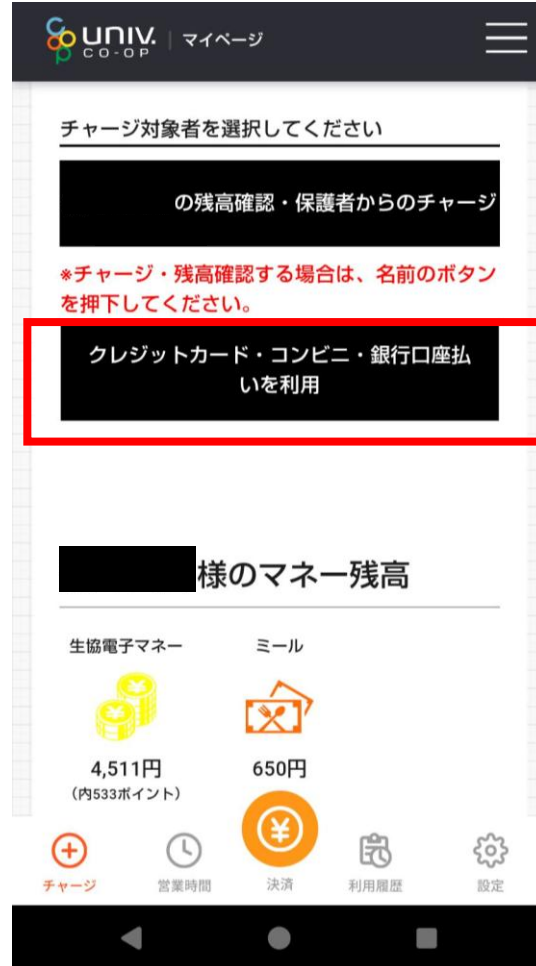 UNIV. CO-OP | マイページ
チャージ対象者を選択してください
の残高確認・保護者からのチャージ
*チャージ・残高確認する場合は、名前のボタン
を押下してください。
クレジットカード・コンビニ・銀行口座払
いを利用
様のマネー残高
生協電子マネー ミール
4,511円 650円
(内533ポイント)
チャージ 営業時間 決済 利用履歴 設定